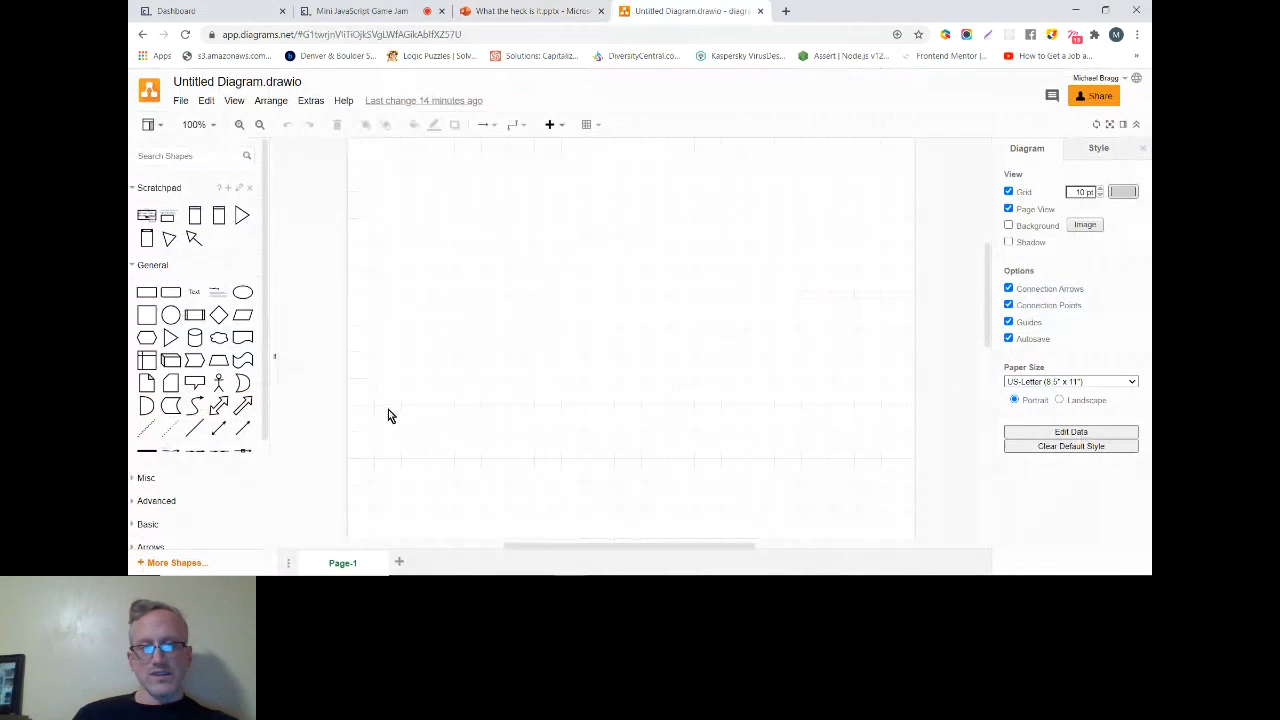 Dashboard
Mini JavaScript Game Jam
What the heck is it.pptx - Micros
Untitled Diagram.drawio - diagra
app.diagrams.net/#G1twrjnVIiTiOjkSVgLWfAGikAbIfXZ57U
M
Apps
s3.amazonaws.com
Denver & Boulder S...
Logic Puzzles | Solv...
Solutions: Capitaliz...
DiversityCentral.co...
Kaspersky VirusDes...
Assert | Node.js v12...
Frontend Mentor |...
How to Get a Job a...
»
Untitled Diagram.drawio
Michael Bragg
File Edit View Arrange Extras Help Last change 14 minutes ago
Share
100%
Search Shapes
Diagram Style
View
Scratchpad
Grid 10 pt
Page View
Background Image
Shadow
General
Options
Text
Connection Arrows
Connection Points
Guides
Autosave
Paper Size
US-Letter (8,5" x 11")
Portrait Landscape
Edit Data
Clear Default Style
Misc
Advanced
Basic
Arrows
+ More Shapes...
Page-1